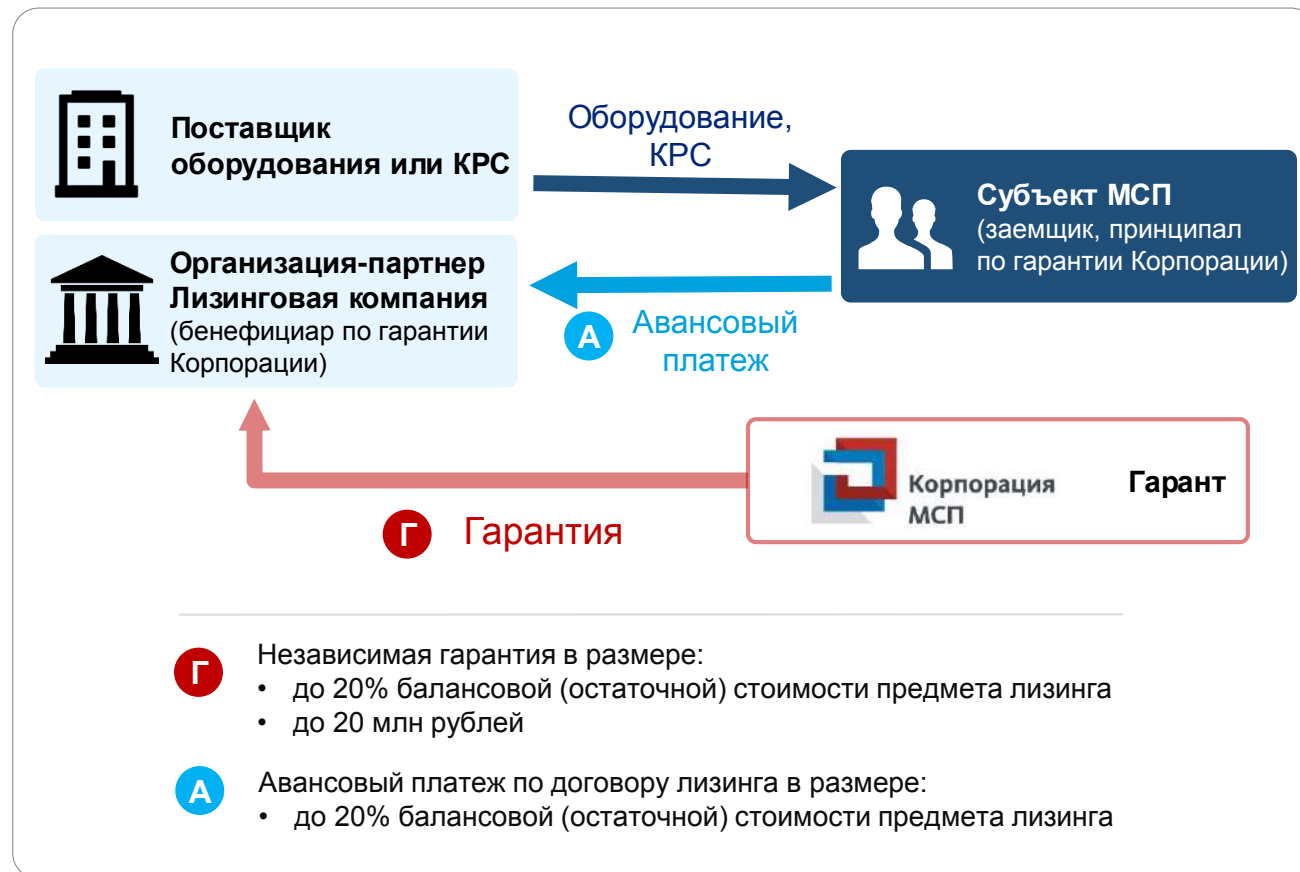 Поставщик
оборудования или КРС
Оборудование,
КРС
Субъект МСП
(заемщик, принципал
по гарантии Корпорации)
Организация-партнер
Лизинговая компания
(бенефициар по гарантии
Корпорации)
А Авансовый
платеж
Корпорация
МСП
Гарант
Г Гарантия
Г Независимая гарантия в размере:
• до 20% балансовой (остаточной) стоимости предмета лизинга
• до 20 млн рублей
А Авансовый платеж по договору лизинга в размере:
• до 20% балансовой (остаточной) стоимости предмета лизинга